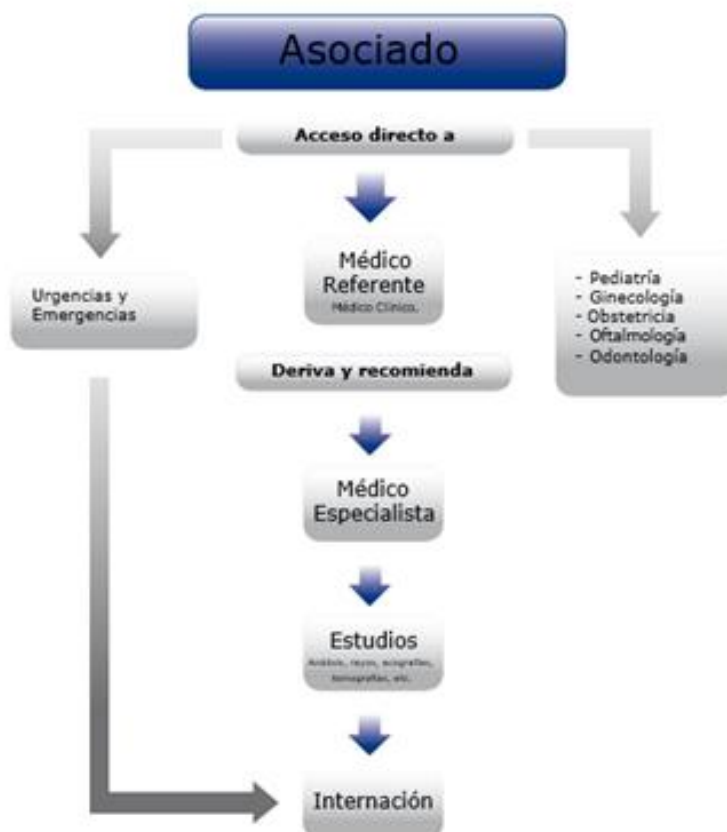 Asociado
Acceso directo a
Médico
Referente
Médico Clínico.
Urgencias y
Emergencias
- Pediatría
- Ginecología
- Obstetricia
- Oftalmología
- Odontología
Deriva y recomienda
Médico
Especialista
Estudios
Análisis, rayos, ecografías,
tomografías, etc.
Internación